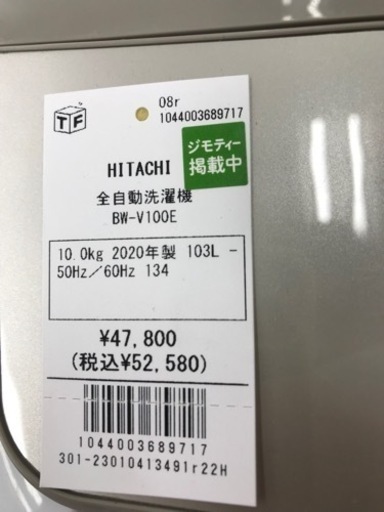 TF
08r
1044003689717
ジモティー
掲載中
HITACHI
全自動洗濯機
BW-V100E
10.0kg 2020年製 103L -
50Hz／60Hz 134
¥47,800
(税込¥52,580)
1044003689717
301-23010413491r22H